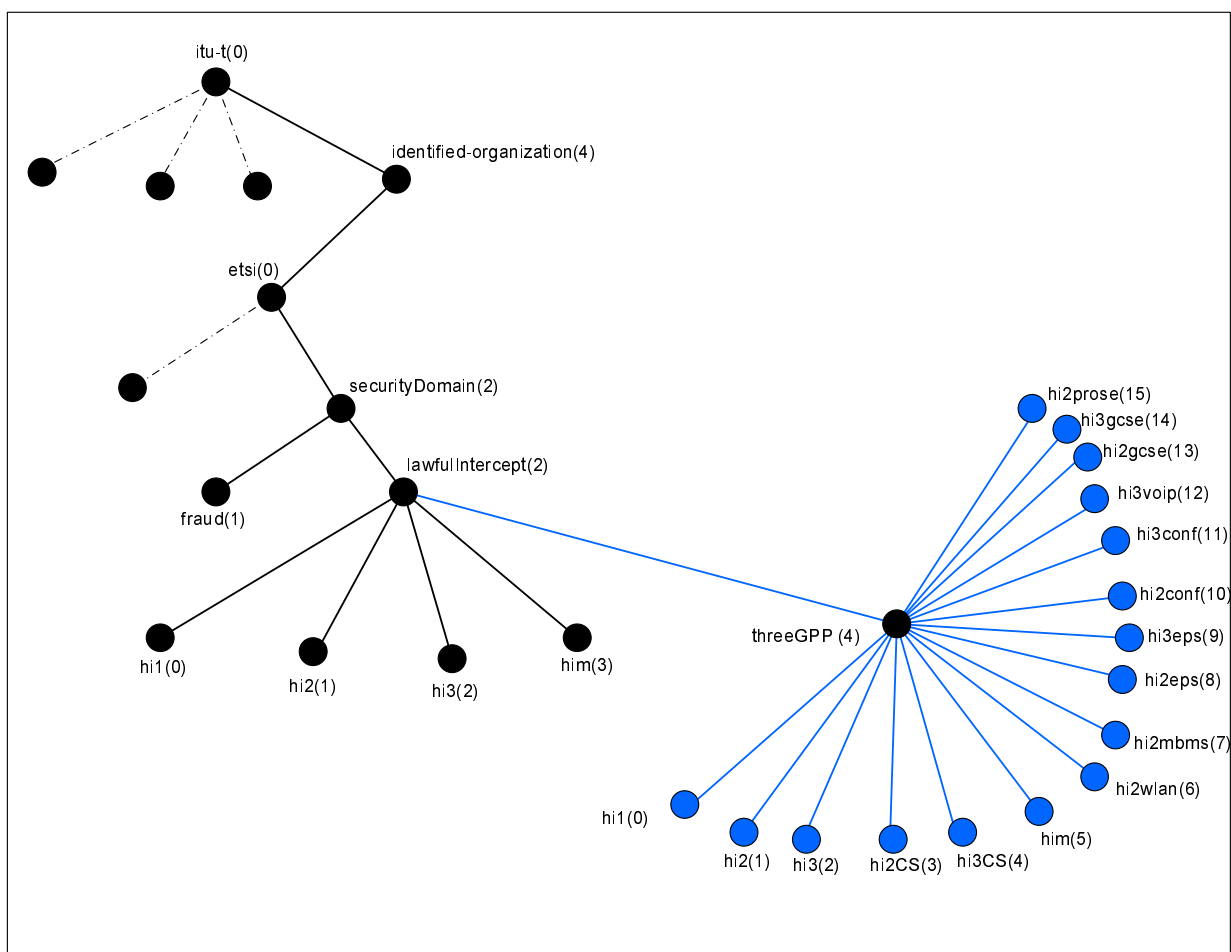 itu-t(0)
identified-organization(4)
etsi(0)
securityDomain(2)
lawfulIntercept(2)
fraud(1)
hi1(0)
hi2(1)
hi3(2)
him(3)
threeGPP (4)
hi2prose(15)
hi3gcse(14)
hi2gcse(13)
hi3voip(12)
hi3conf(11)
hi2conf(10)
hi3eps(9)
hi2eps(8)
hi2mbms(7)
hi2wlan(6)
him(5)
hi3CS(4)
hi2CS(3)
hi3(2)
hi2(1)
hi1(0)